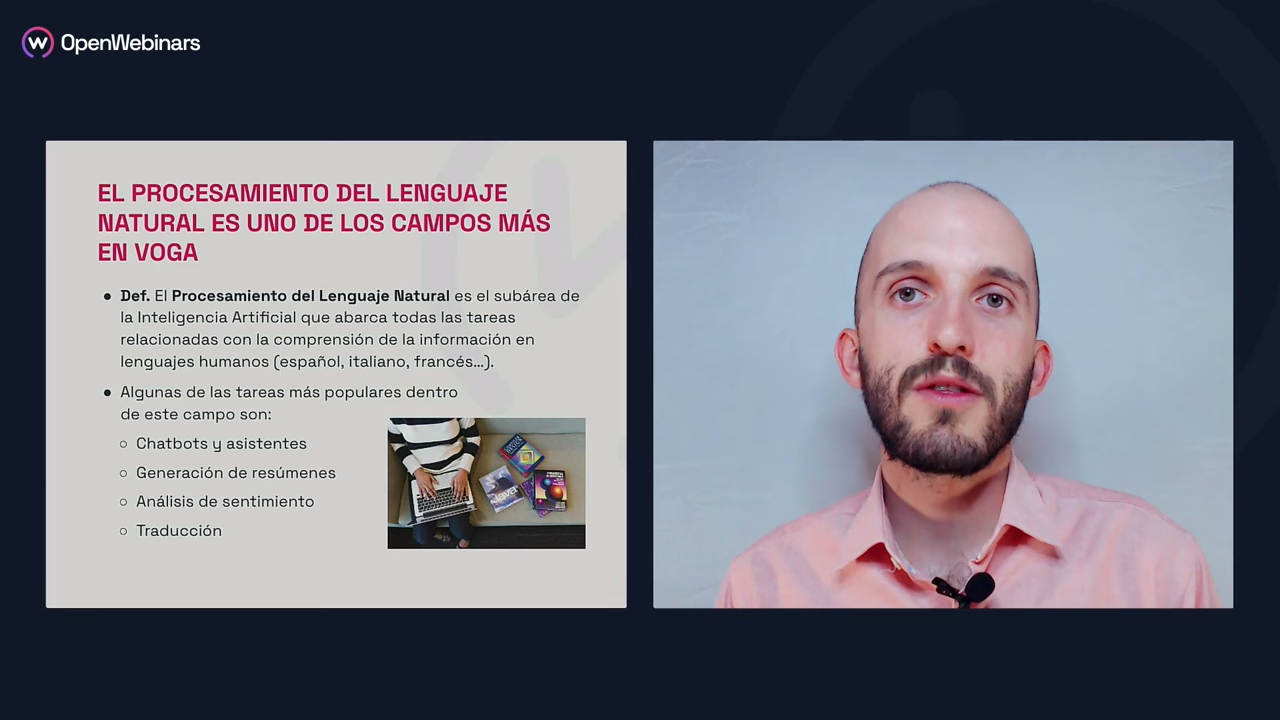 OpenWebinars
EL PROCESAMIENTO DEL LENGUAJE
NATURAL ES UNO DE LOS CAMPOS MÁS
EN VOGA
● Def. El Procesamiento del Lenguaje Natural es el subárea de
la Inteligencia Artificial que abarca todas las tareas
relacionadas con la comprensión de la información en
lenguajes humanos (español, italiano, francés...).
● Algunas de las tareas más populares dentro
de este campo son:
○ Chatbots y asistentes
○ Generación de resúmenes
○ Análisis de sentimiento
○ Traducción
Java